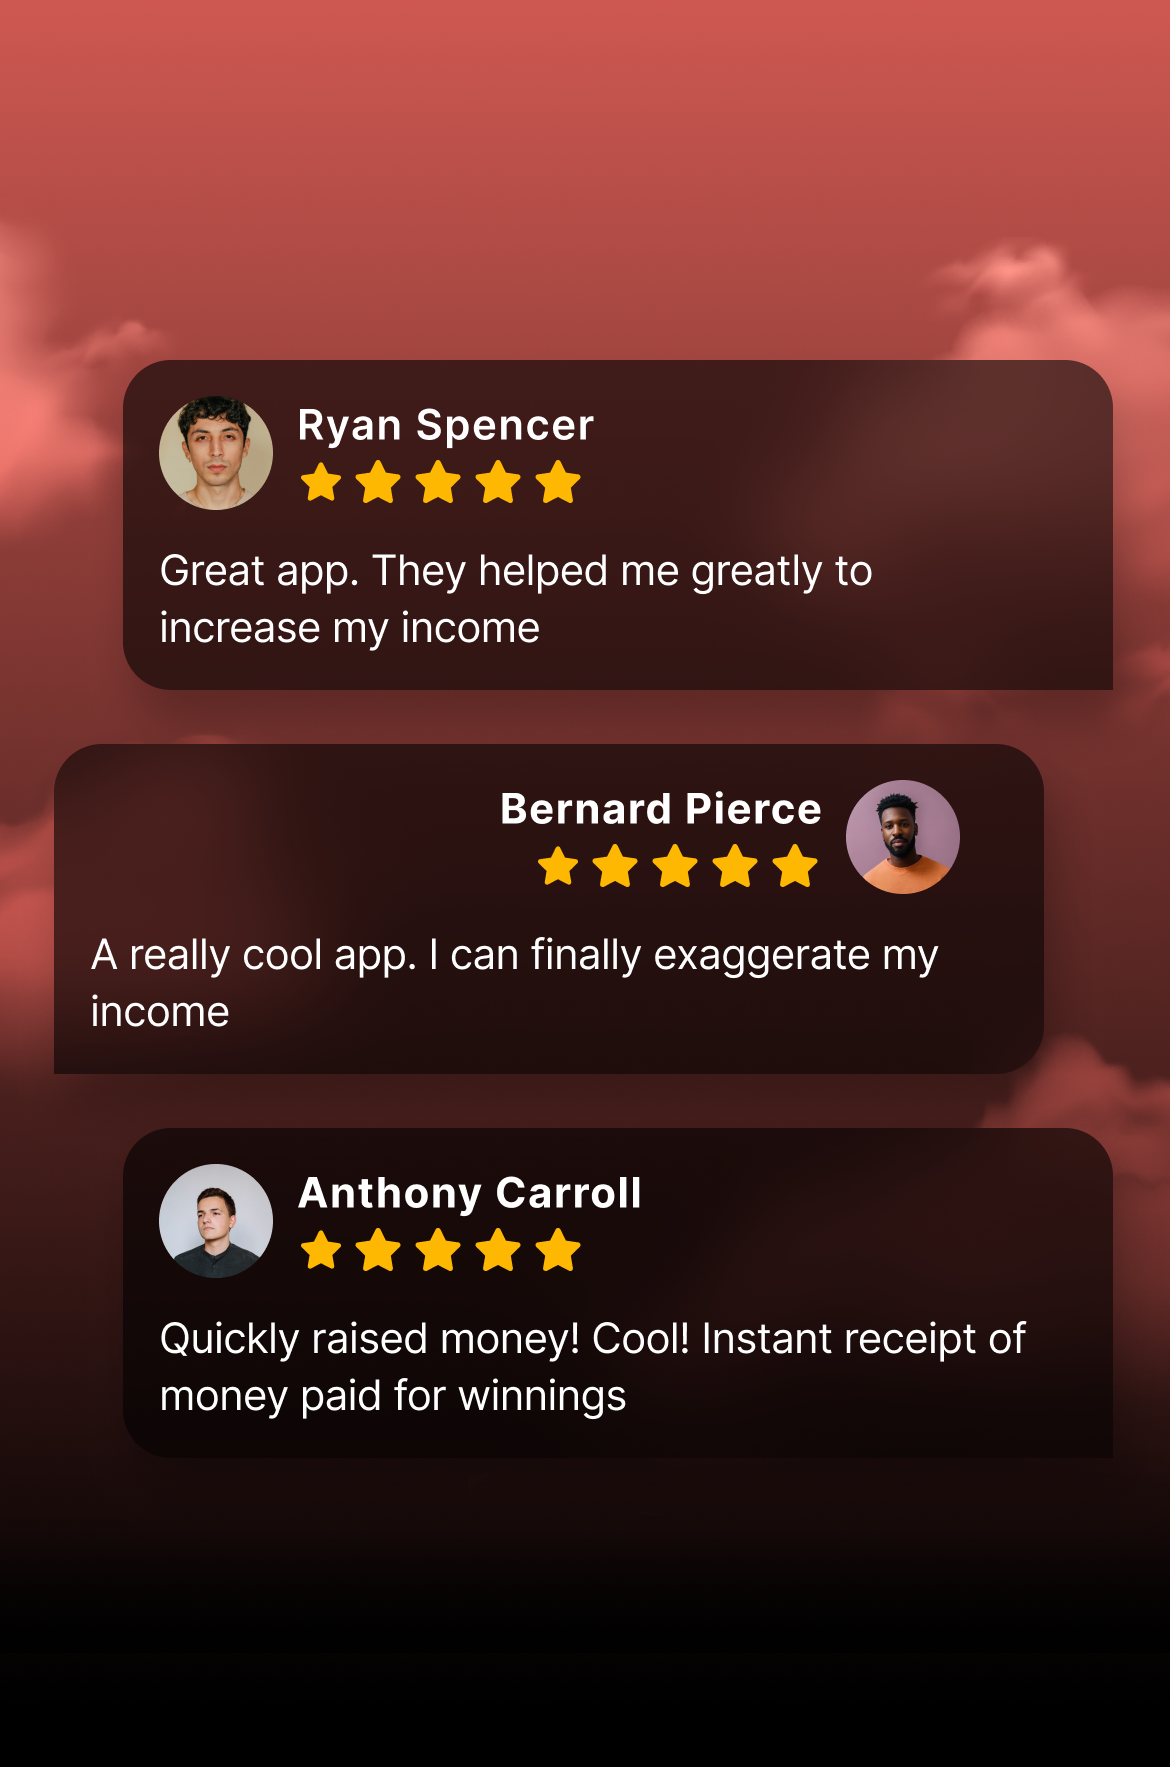 Ryan Spencer
Great app. They helped me greatly to
increase my income
Bernard Pierce
A really cool app. I can finally exaggerate my
income
Anthony Carroll
Quickly raised money! Cool! Instant receipt of
money paid for winnings